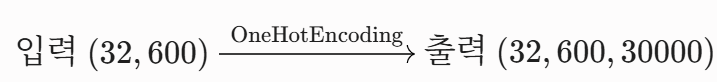 입력 (32, 600) OneHotEncoding→ 출력 (32, 600, 30000)